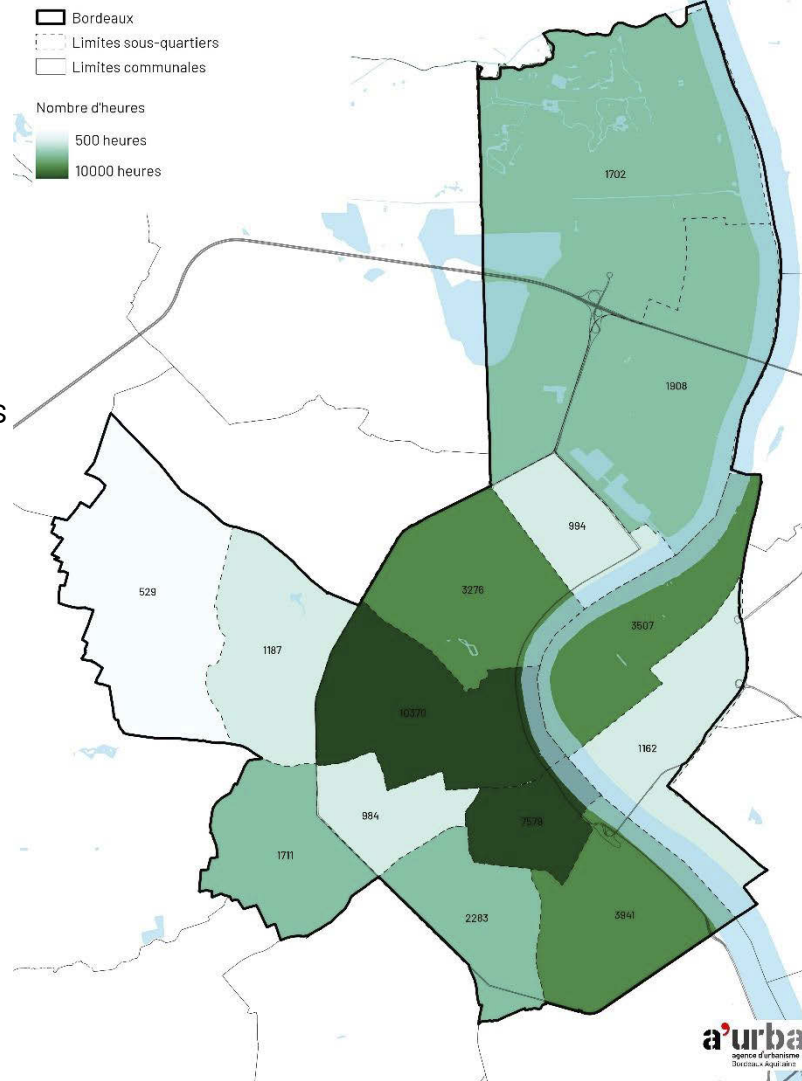 Bordeaux
Limites sous-quartiers
Limites communales
Nombre d'heures
500 heures
10000 heures
1702
1908
994
3276
3507
529
1187
10370
1162
984
7578
1711
2283
3941
s
a'urba
agence d'urbanisme
Bordeaux Aquitaine